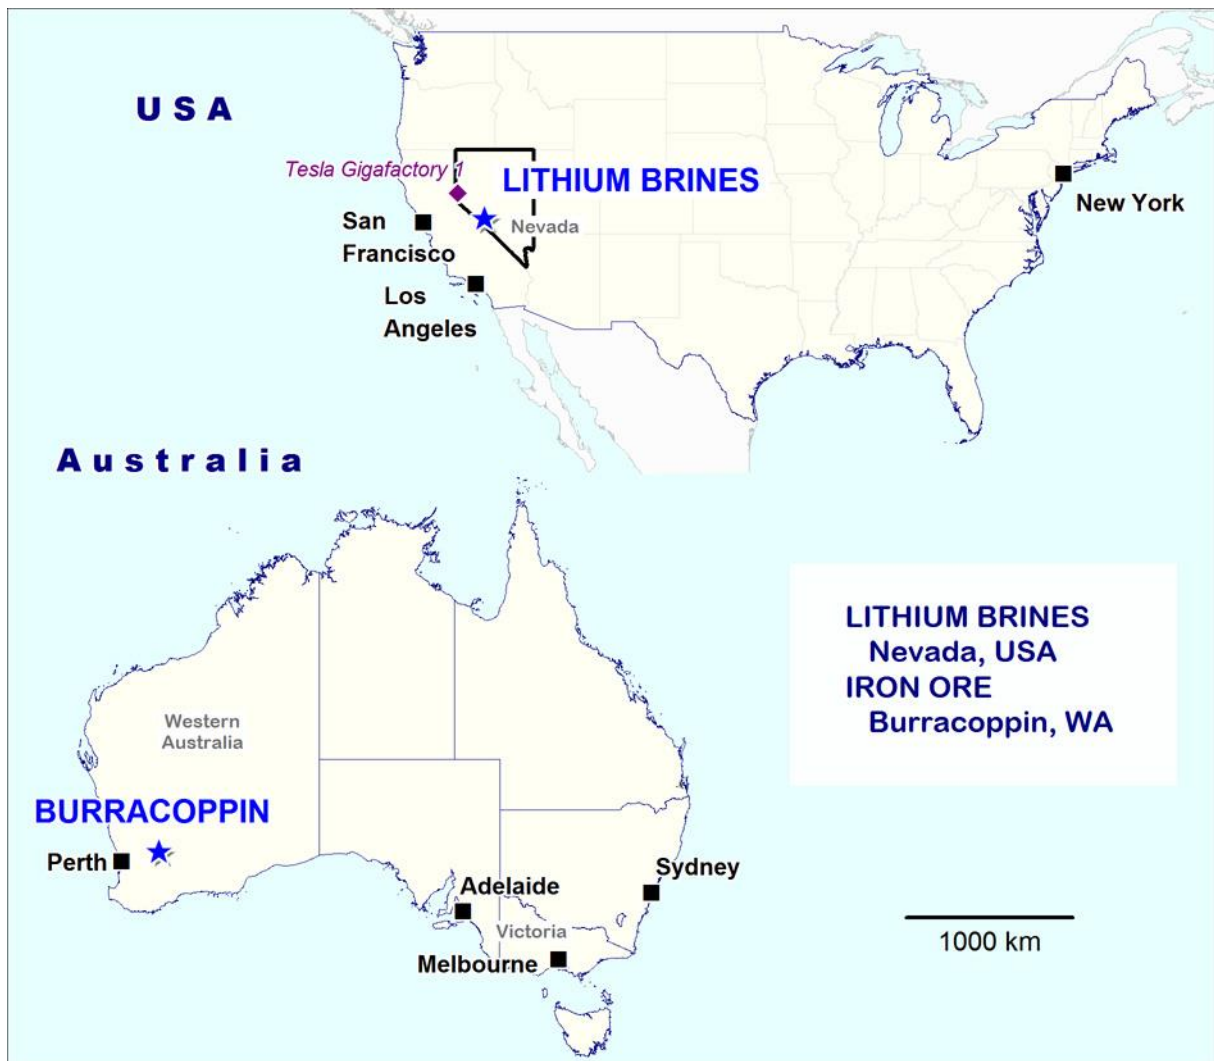 USA
Tesla Gigafactory 1
LITHIUM BRINES
Nevada
San
Francisco
Los
Angeles
New York
Australia
Western
Australia
BURRACOPPIN
Perth
Adelaide
Sydney
Victoria
Melbourne
LITHIUM BRINES
Nevada, USA
IRON ORE
Burracoppin, WA
1000 km